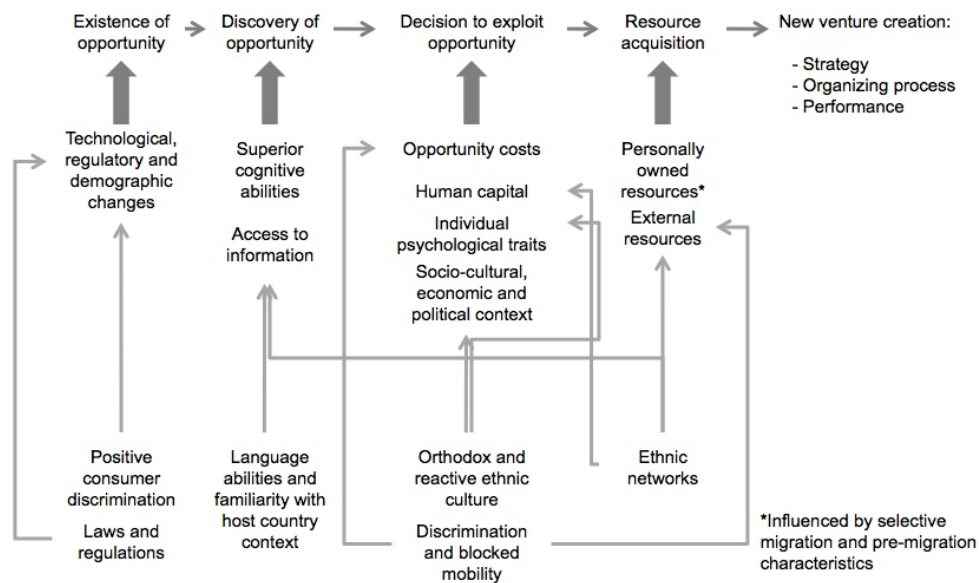 Existence of
opportunity
Discovery of
opportunity
Decision to exploit
opportunity
Resource
acquisition
New venture creation:
- Strategy
- Organizing process
- Performance
Technological,
regulatory and
demographic
changes
Superior
cognitive
abilities
Access to
information
Opportunity costs
Human capital
Individual
psychological traits
Socio-cultural,
economic and
political context
Personally
owned
resources*
External
resources
Positive
consumer
discrimination
Laws and
regulations
Language
abilities and
familiarity with
host country
context
Orthodox and
reactive ethnic
culture
Discrimination
and blocked
mobility
Ethnic
networks
*Influenced by selective
migration and pre-migration
characteristics